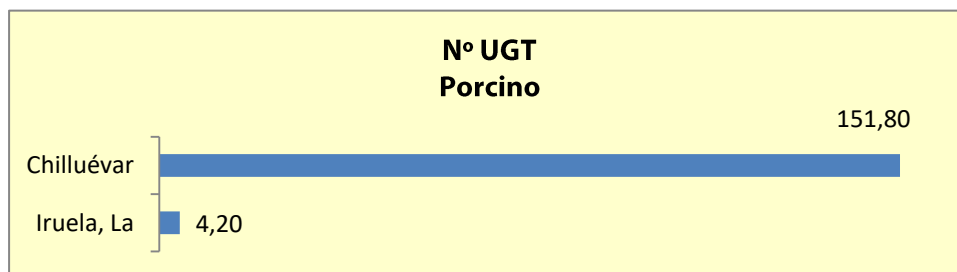 Nº UGT
Porcino
151,80
Chilluévar
Iruela, La
4,20